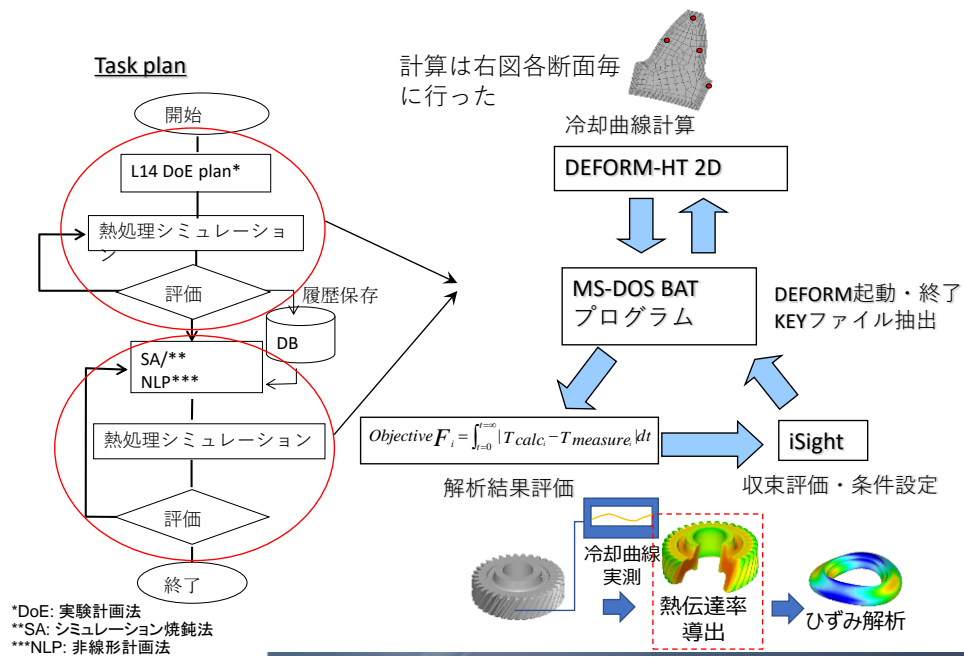 Task plan
開始
L14 DoE plan*
熱処理シミュレーショ
ン
評価
履歴保存
DB
SA/**
NLP***
熱処理シミュレーション
評価
終了
*DoE: 実験計画法
**SA: シミュレーション焼鈍法
***NLP: 非線形計画法
計算は右図各断面毎
に行った
冷却曲線計算
DEFORM-HT 2D
MS-DOS BAT
プログラム
DEFORM起動・終了
KEYファイル抽出
Objective F_i = ∫_{t=0}^{t=∞} |T_{calc_i} − T_{measure_i}| dt
解析結果評価
iSight
収束評価・条件設定
冷却曲線
実測
熱伝達率
導出
ひずみ解析